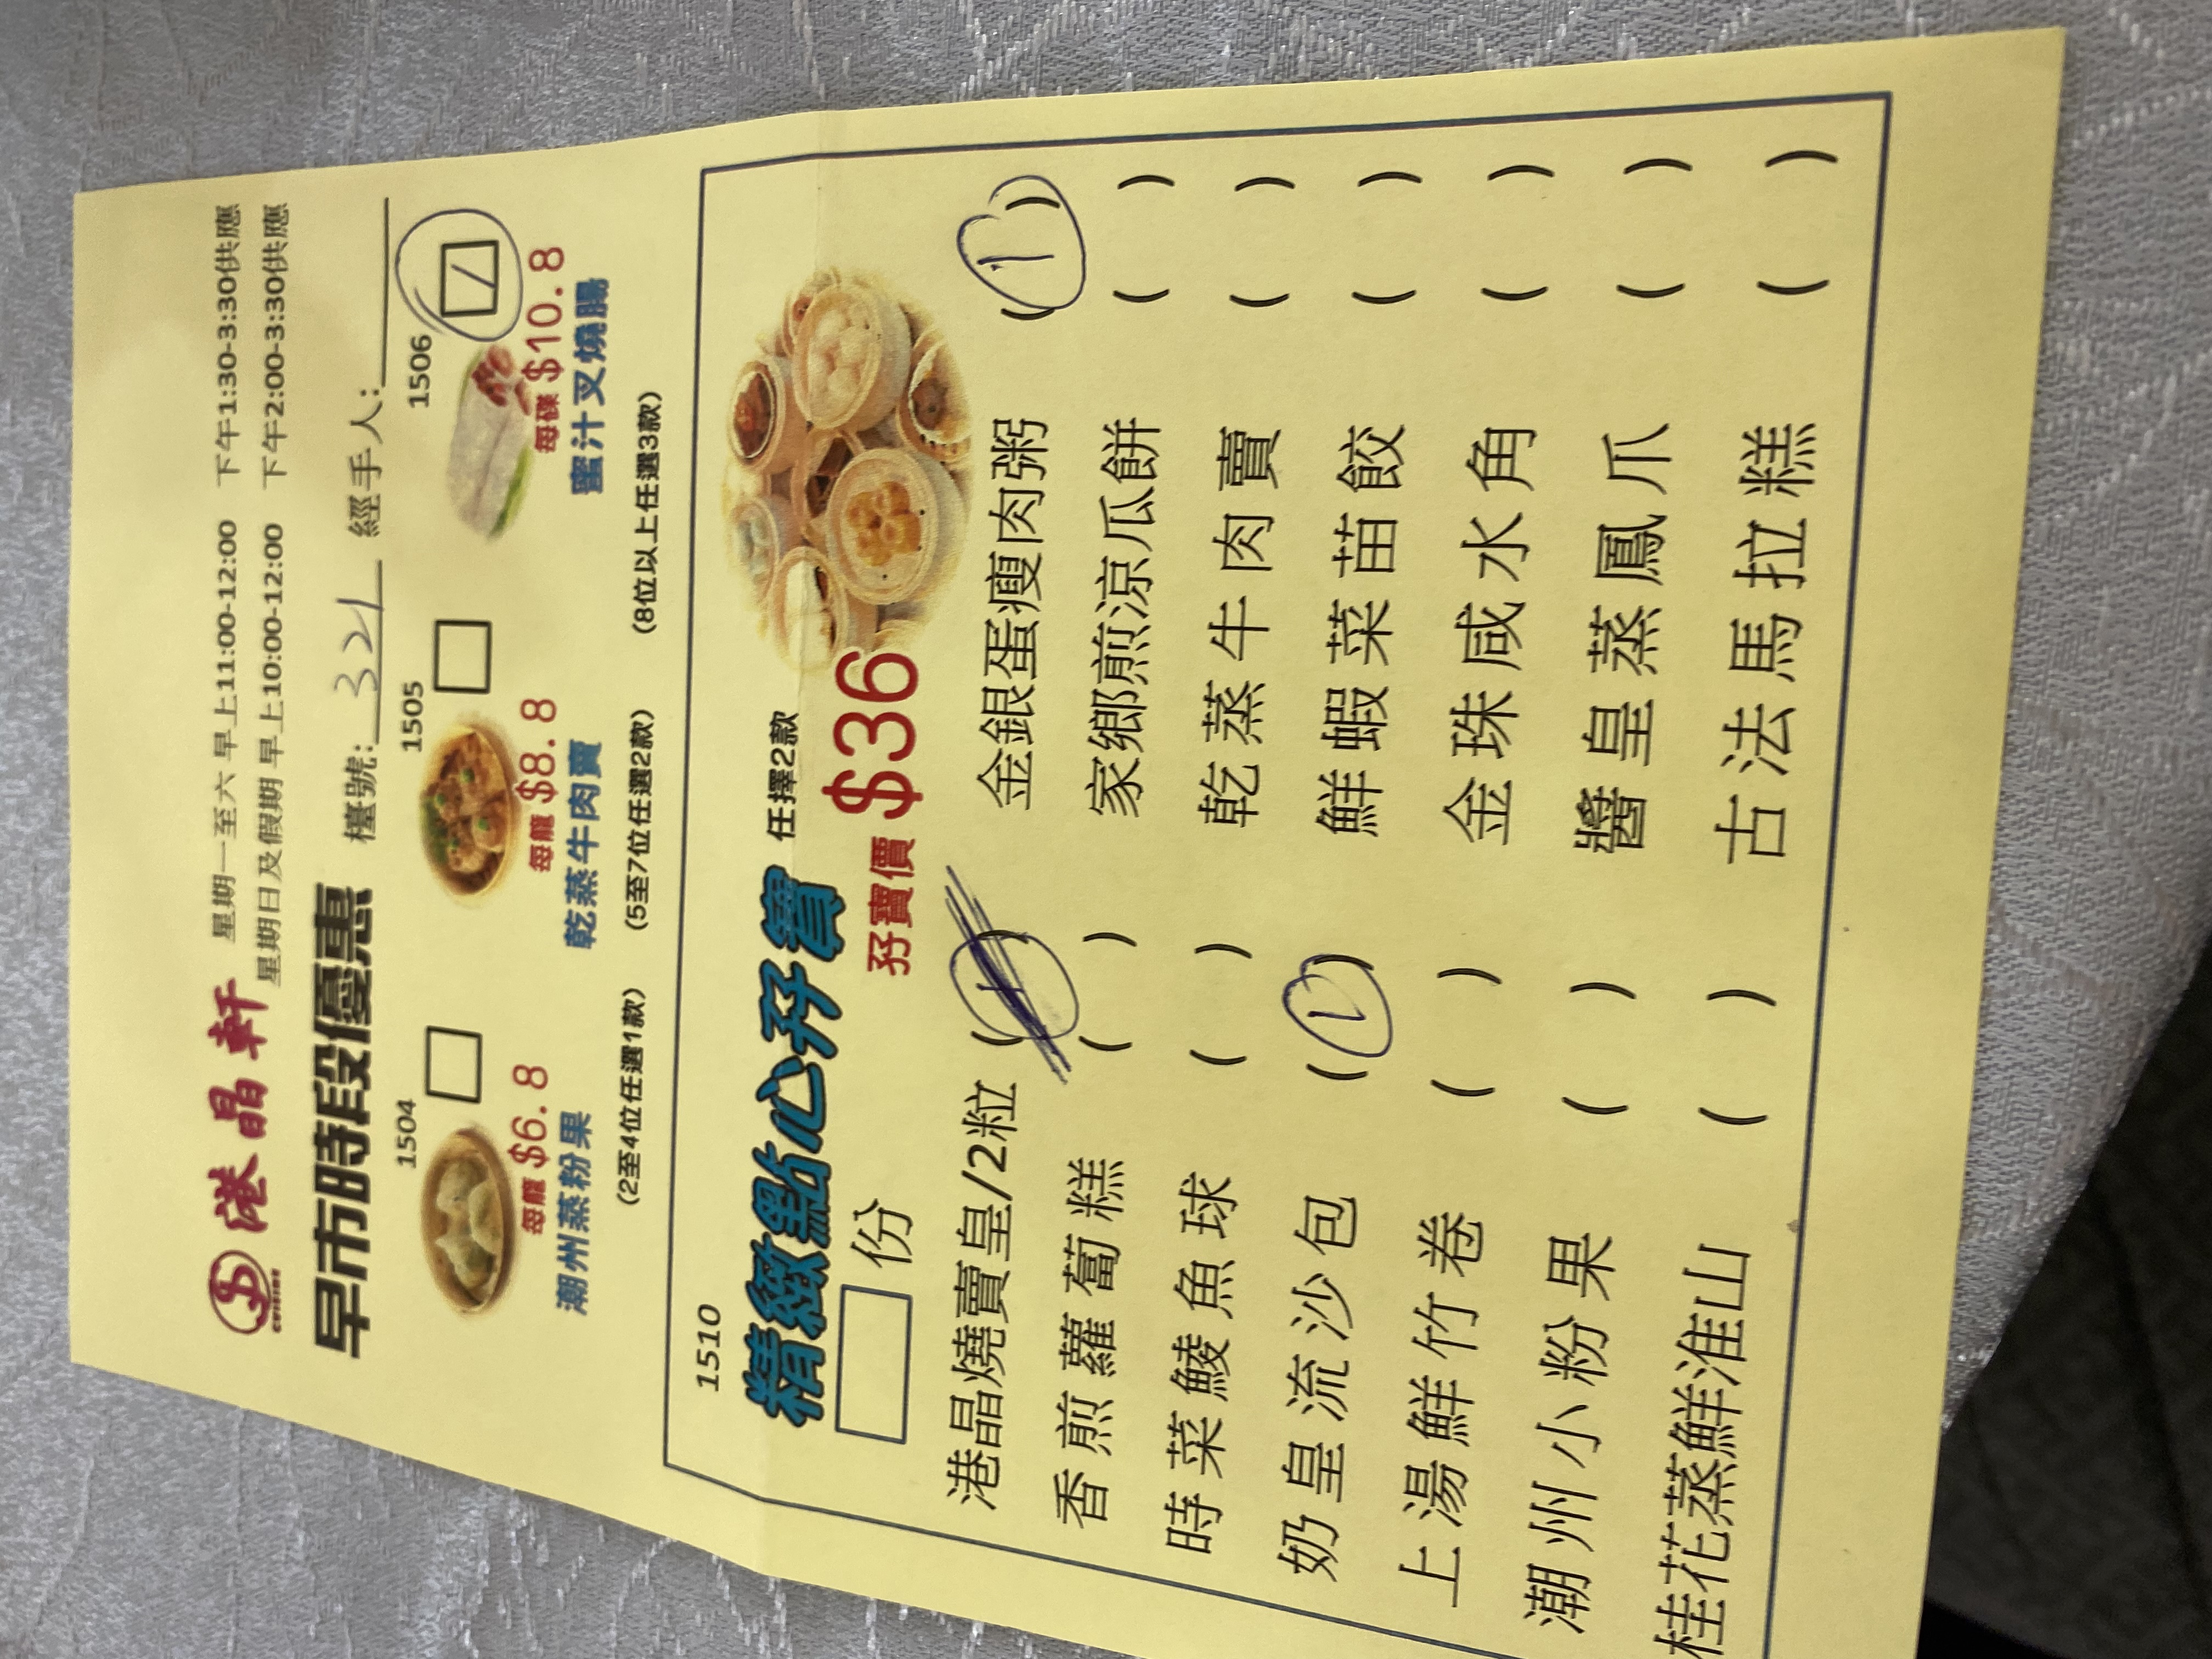 港晶軒
CUISINE
星期一至六 早上11:00-12:00 下午1:30-3:30供應
星期日及假期 早上10:00-12:00 下午2:00-3:30供應
早市時段優惠 檯號: 321 經手人:
1504
每籠 $6.8
潮州蒸粉果
(2至4位任選1款)
1505
每籠 $8.8
乾蒸牛肉賣
(5至7位任選2款)
1506
1
每碟 $10.8
蜜汁叉燒腸
(8位以上任選3款)
1510
精緻點心孖寶 任擇2款
份 孖寶價 $36
港晶燒賣皇/2粒 (1) 金銀蛋瘦肉粥 (1)
香煎蘿蔔糕 ( ) 家鄉煎涼瓜餅 ( )
時菜鯪魚球 ( ) 乾蒸牛肉賣 ( )
奶皇流沙包 (1) 鮮蝦菜苗餃 ( )
上湯鮮竹卷 ( ) 金珠咸水角 ( )
潮州小粉果 ( ) 醬皇蒸鳳爪 ( )
桂花蒸鮮淮山 ( ) 古法馬拉糕 ( )